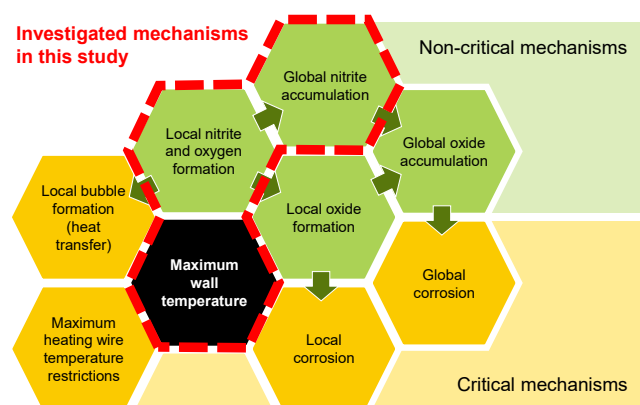 Investigated mechanisms
in this study
Non-critical mechanisms
Global nitrite
accumulation
Local nitrite
and oxygen
formation
Global oxide
accumulation
Local bubble
formation
(heat
transfer)
Local oxide
formation
Maximum
wall
temperature
Global
corrosion
Maximum
heating wire
temperature
restrictions
Local
corrosion
Critical mechanisms